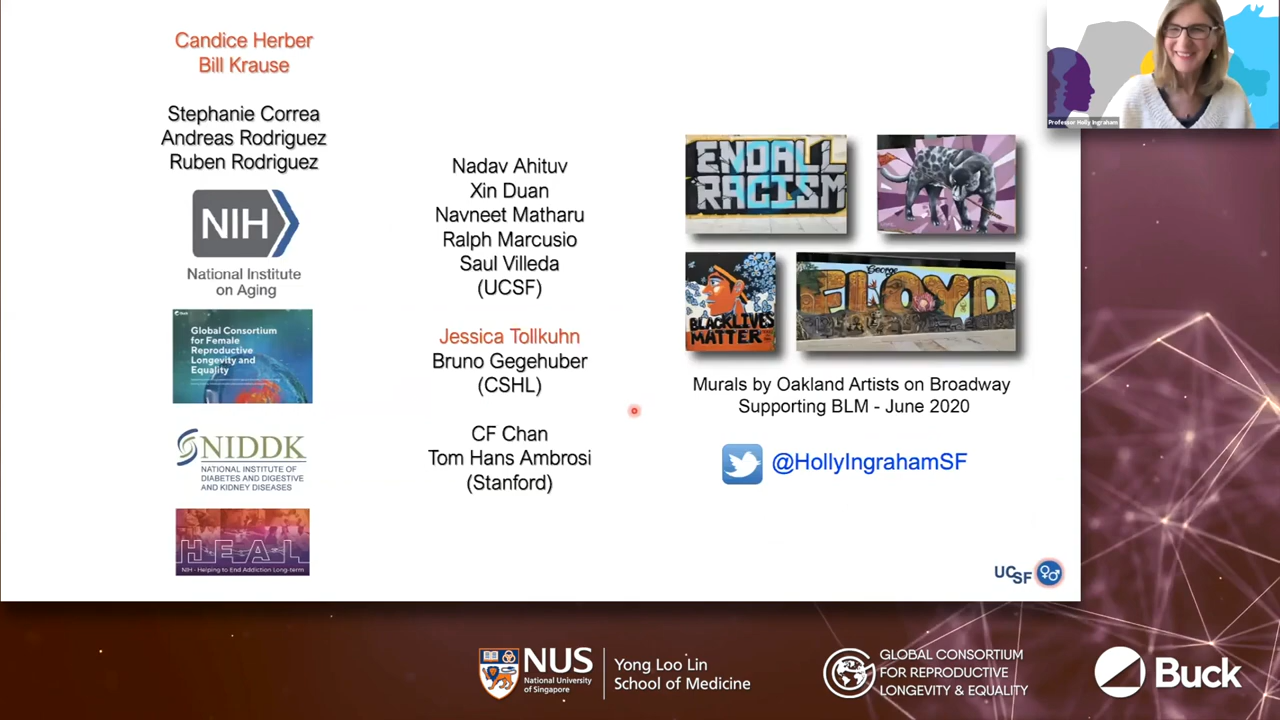 Candice Herber
Bill Krause
Stephanie Correa
Andreas Rodriguez
Ruben Rodriguez
NIH
National Institute
on Aging
Global Consortium
for Female
Reproductive
Longevity and
Equality
NIDDK
NATIONAL INSTITUTE OF
DIABETES AND DIGESTIVE
AND KIDNEY DISEASES
HEAL
NIH - Helping to End Addiction Long-term
Nadav Ahituv
Xin Duan
Navneet Matharu
Ralph Marcusio
Saul Villeda
(UCSF)
Jessica Tollkuhn
Bruno Gegehuber
(CSHL)
CF Chan
Tom Hans Ambrosi
(Stanford)
END ALL
RACISM
BLACK LIVES
MATTER
George
FLOYD
Murals by Oakland Artists on Broadway
Supporting BLM - June 2020
@HollyIngrahamSF
UCSF
Professor Holly Ingraham
NUS
National University
of Singapore
Yong Loo Lin
School of Medicine
GLOBAL CONSORTIUM
FOR REPRODUCTIVE
LONGEVITY & EQUALITY
Buck